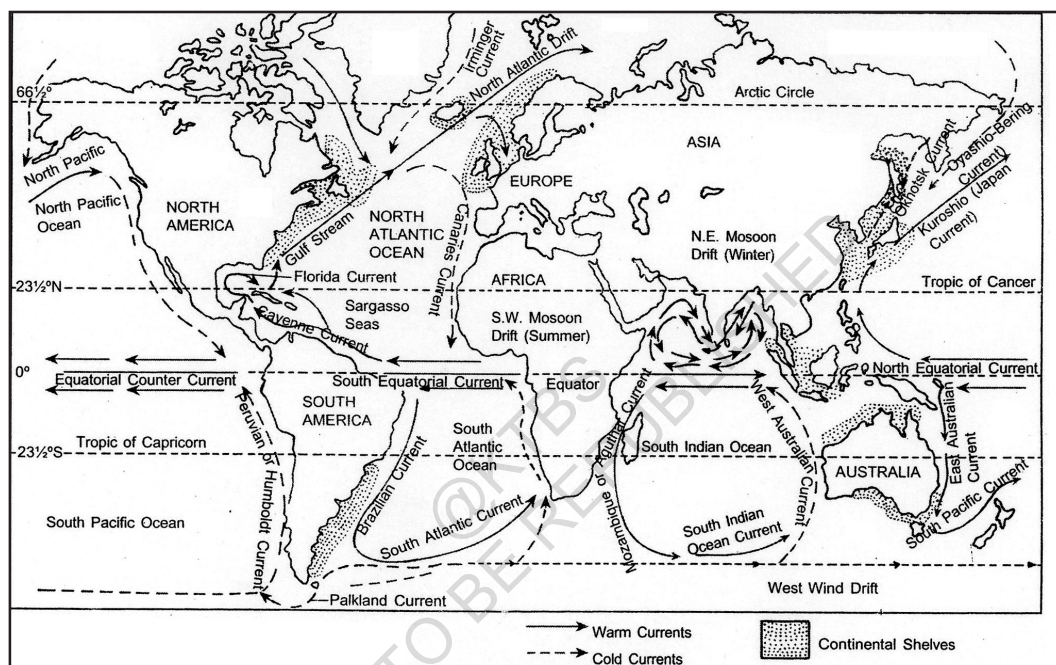 Irminger
Current
North Atlantic Drift
66½°
Arctic Circle
North Pacific
North Pacific
Ocean
NORTH
AMERICA
NORTH
ATLANTIC
OCEAN
EUROPE
ASIA
Okhotsk Current
Oyashio-Bering
Current)
Kuroshio (Japan
Current)
Gulf Stream
Canaries Current
N.E. Mosoon
Drift (Winter)
Florida Current
23½°N
Tropic of Cancer
Sargasso
Seas
AFRICA
S.W. Mosoon
Drift (Summer)
Cayenne Current
0°
Equatorial Counter Current
South Equatorial Current
Equator
North Equatorial Current
SOUTH
AMERICA
Peruvian or
Humboldt Current
Tropic of Capricorn
23½°S
Brazilian Current
South
Atlantic
Ocean
Mozambique or Agulhar Current
South Indian Ocean
West Australian
Current
AUSTRALIA
East Australian
Current
South Pacific Ocean
South Atlantic Current
South Indian
Ocean Current
South Pacific Current
West Wind Drift
Palkland Current
Warm Currents
Cold Currents
Continental Shelves
@KTBS
TO BE REPUBLISHED